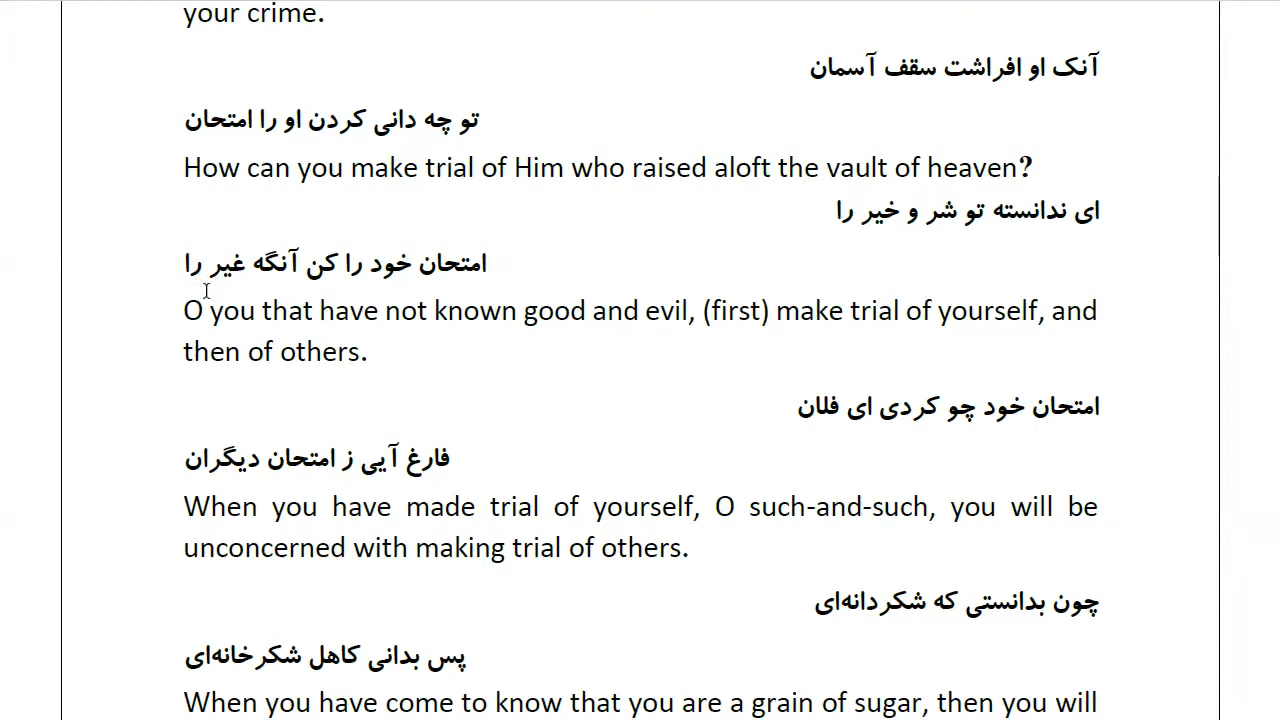 your crime.
آنک او افراشت سقف آسمان
تو چه دانی کردن او را امتحان
How can you make trial of Him who raised aloft the vault of heaven?
ای ندانسته تو شر و خیر را
امتحان خود را کن آنگه غیر را
O you that have not known good and evil, (first) make trial of yourself, and
then of others.
امتحان خود چو کردی ای فلان
فارغ آیی ز امتحان دیگران
When you have made trial of yourself, O such-and-such, you will be
unconcerned with making trial of others.
چون بدانستی که شکردانه‌ای
پس بدانی کاهل شکرخانه‌ای
When you have come to know that you are a grain of sugar, then you will